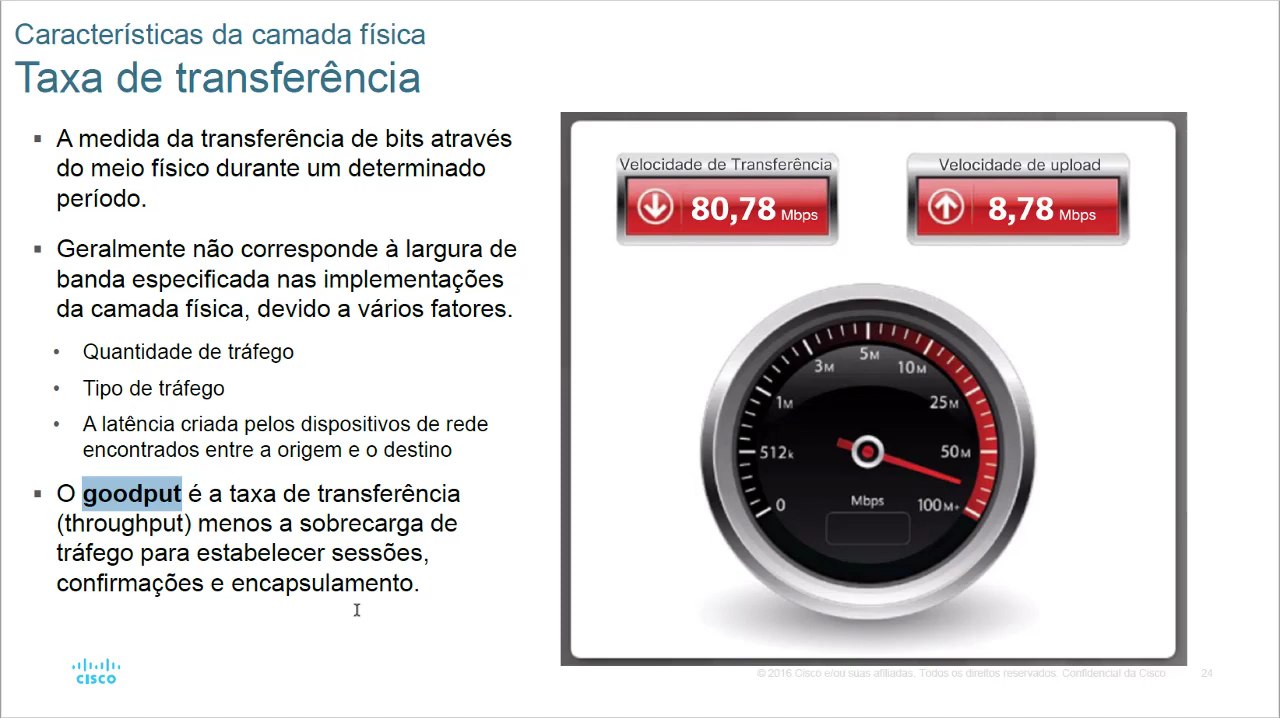 Características da camada física
Taxa de transferência
▪ A medida da transferência de bits através
do meio físico durante um determinado
período.
▪ Geralmente não corresponde à largura de
banda especificada nas implementações
da camada física, devido a vários fatores.
• Quantidade de tráfego
• Tipo de tráfego
• A latência criada pelos dispositivos de rede
encontrados entre a origem e o destino
▪ O goodput é a taxa de transferência
(throughput) menos a sobrecarga de
tráfego para estabelecer sessões,
confirmações e encapsulamento.
Velocidade de Transferência
80,78 Mbps
Velocidade de upload
8,78 Mbps
0
512k
1M
3M
5M
10M
25M
50M
100M+
Mbps
CISCO
© 2016 Cisco e/ou suas afiliadas. Todos os direitos reservados. Confidencial da Cisco
24